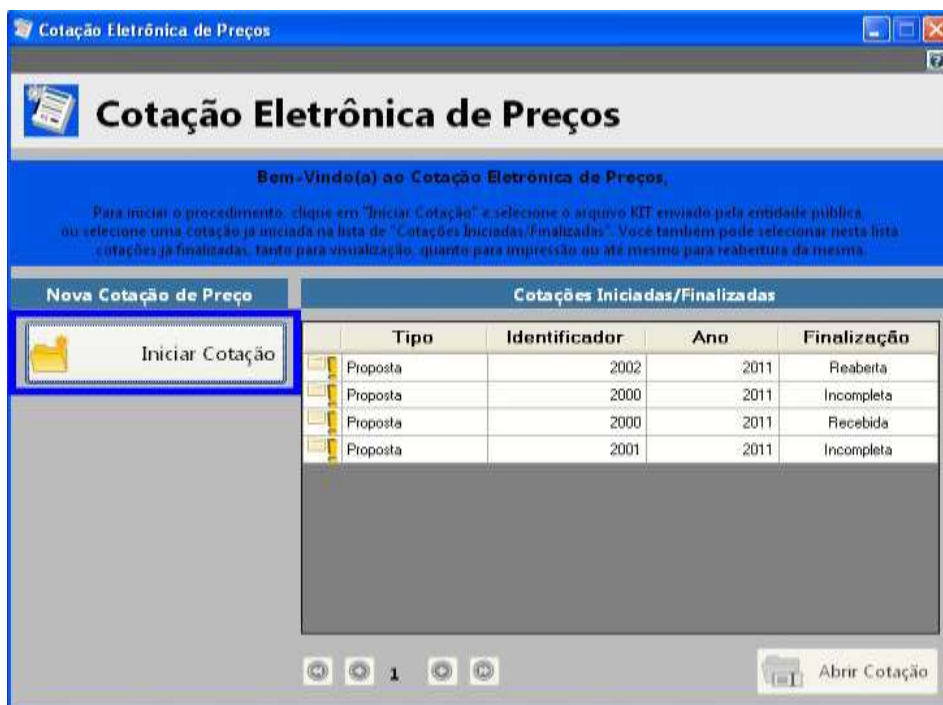 Cotação Eletrônica de Preços
Cotação Eletrônica de Preços
Bem-Vindo(a) ao Cotação Eletrônica de Preços,
Para iniciar o procedimento, clique em "Iniciar Cotação" e selecione o arquivo KIT enviado pela entidade pública,
ou selecione uma cotação já iniciada na lista de "Cotações Iniciadas/Finalizadas". Você também pode selecionar nesta lista
cotações já finalizadas, tanto para visualização, quanto para impressão ou até mesmo para reabertura da mesma.
Nova Cotação de Preço
Cotações Iniciadas/Finalizadas
Iniciar Cotação
Tipo Identificador Ano Finalização
Proposta 2002 2011 Reaberta
Proposta 2000 2011 Incompleta
Proposta 2000 2011 Recebida
Proposta 2001 2011 Incompleta
1
Abrir Cotação